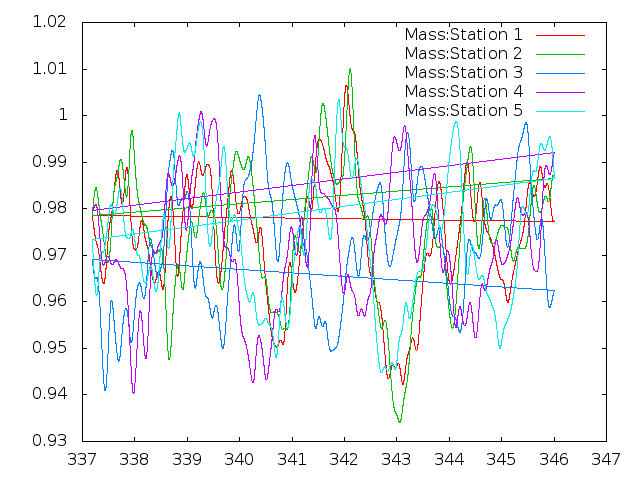 1.02
1.01
1
0.99
0.98
0.97
0.96
0.95
0.94
0.93
Mass:Station 1
Mass:Station 2
Mass:Station 3
Mass:Station 4
Mass:Station 5
337 338 339 340 341 342 343 344 345 346 347